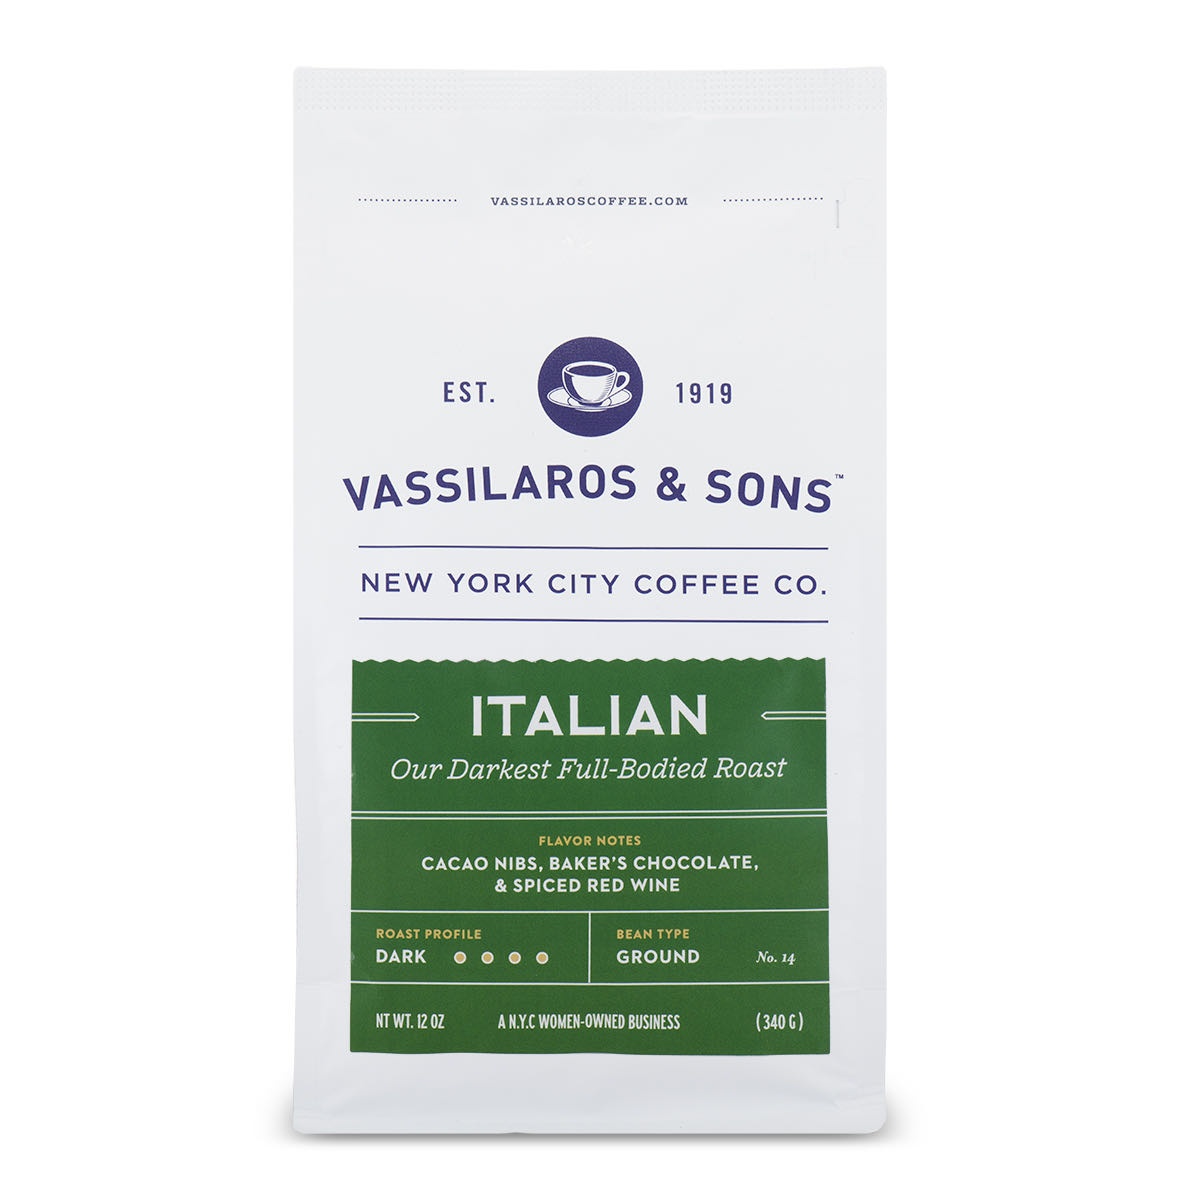 VASSILAROSCOFFEE.COM
EST. 1919
VASSILAROS & SONS™
NEW YORK CITY COFFEE CO.
ITALIAN
Our Darkest Full-Bodied Roast
FLAVOR NOTES
CACAO NIBS, BAKER'S CHOCOLATE,
& SPICED RED WINE
ROAST PROFILE
DARK
BEAN TYPE
GROUND No. 14
NT WT. 12 OZ A N.Y.C WOMEN-OWNED BUSINESS (340 G)